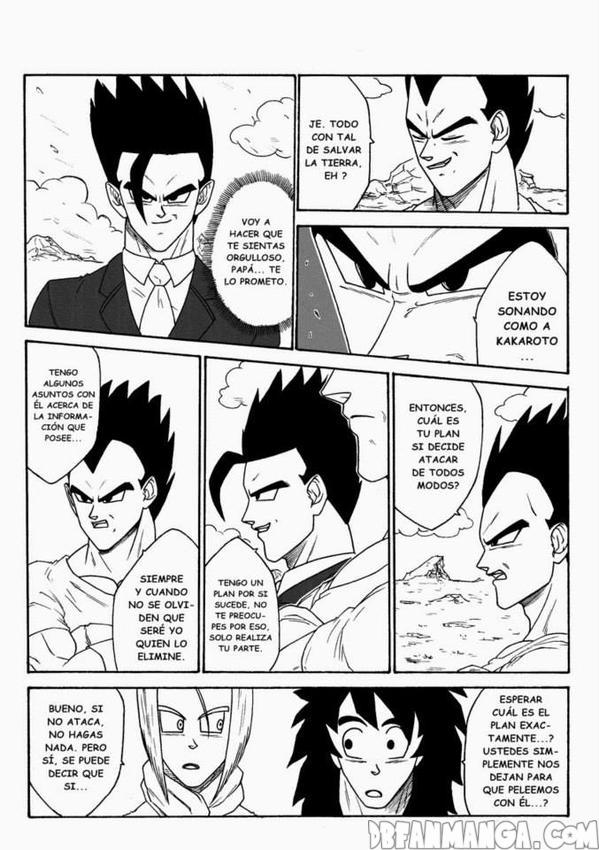 JE. TODO
CON TAL
DE SALVAR
LA TIERRA,
EH ?
ESTOY
SONANDO
COMO A
KAKAROTO
...
VOY A
HACER QUE
TE SIENTAS
ORGULLOSO,
PAPÁ... TE
LO PROMETO.
ENTONCES,
CUÁL ES
TU PLAN
SI DECIDE
ATACAR
DE TODOS
MODOS?
TENGO UN
PLAN POR SI
SUCEDE, NO
TE PREOCU-
PES POR ESO,
SOLO REALIZA
TU PARTE.
TENGO
ALGUNOS
ASUNTOS CON
ÉL ACERCA DE
LA INFORMA-
CIÓN QUE
POSEE...
SIEMPRE
Y CUANDO
NO SE OLVI-
DEN QUE
SERÉ YO
QUIEN LO
ELIMINE.
ESPERAR
CUÁL ES EL
PLAN EXAC-
TAMENTE...?
USTEDES SIM-
PLEMENTE NOS
DEJAN PARA
QUE PELEEMOS
CON ÉL...?
BUENO, SI
NO ATACA,
NO HAGAS
NADA. PERO
SÍ, SE PUEDE
DECIR QUE
SI...
DBFANMANGA.COM